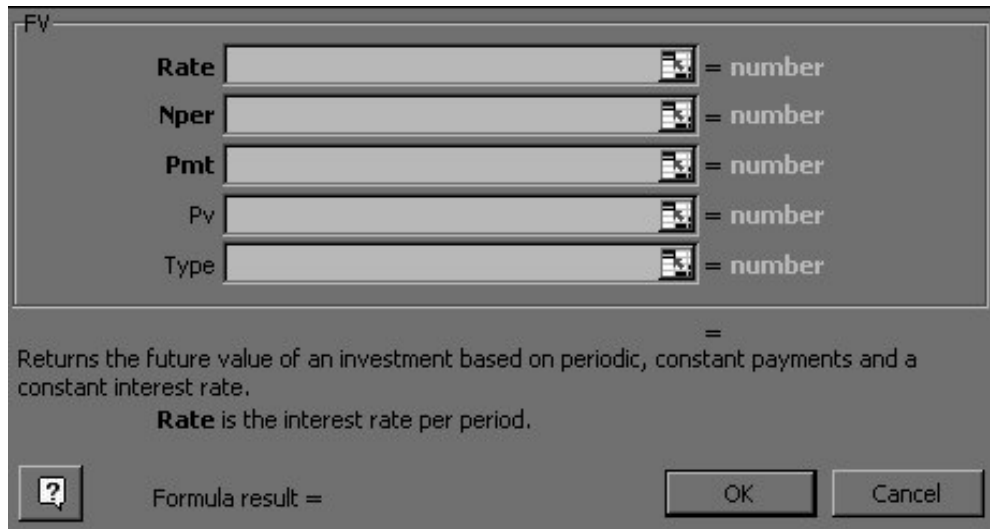 FV
Rate = number
Nper = number
Pmt = number
Pv = number
Type = number
=
Returns the future value of an investment based on periodic, constant payments and a
constant interest rate.
Rate is the interest rate per period.
? Formula result = OK Cancel